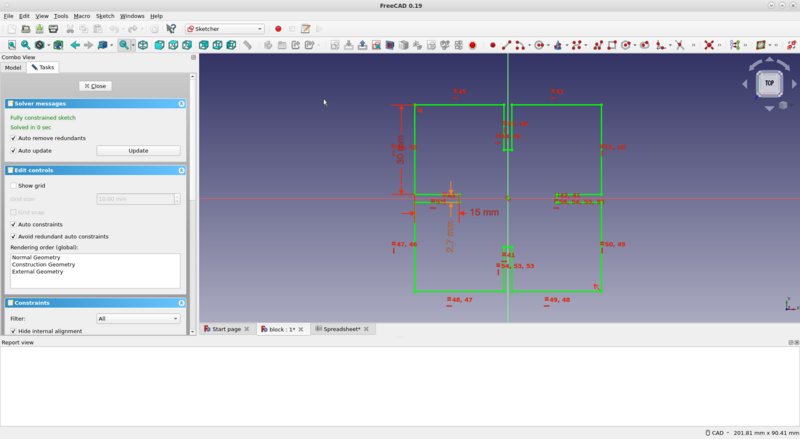 FreeCAD 0.19
File Edit View Tools Macro Sketch Windows Help
Sketcher
Combo View
Model Tasks
Close
Solver messages
Fully constrained sketch
Solved in 0 sec
Auto remove redundants
Auto update Update
Edit controls
Show grid
Grid size: 10.00 mm
Grid snap
Auto constraints
Avoid redundant auto constraints
Rendering order (global):
Normal Geometry
Construction Geometry
External Geometry
Constraints
Filter: All
Hide internal alignment
90 mm
15 mm
47, 46
41
54, 53, 53
50, 49
48, 47
49, 48
TOP
Start page block : 1* Spreadsheet*
Report view
CAD 201.81 mm x 90.41 mm